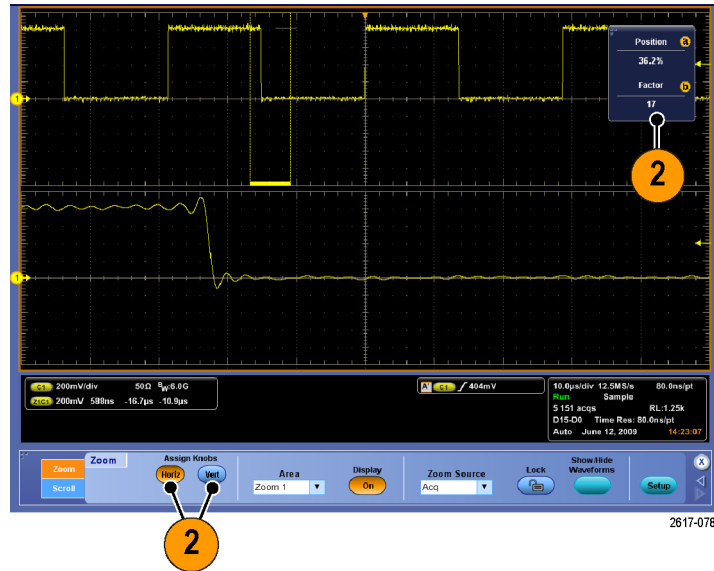 Position a
36.2%
Factor b
17
2
1
1
C1 200mV/div 50Ω BW:6.0G
Z1C1 200mV 588ns -16.7µs -10.9µs
A' C1 404mV
10.0µs/div 12.5MS/s 80.0ns/pt
Run Sample
5 151 acqs RL:1.25k
D15-D0 Time Res: 80.0ns/pt
Auto June 12, 2009 14:23:07
Zoom
Scroll
Zoom
Assign Knobs
Horiz Vert
Area
Zoom 1
Display
On
Zoom Source
Acq
Lock
Show/Hide
Waveforms
Setup
X
2
2617-078